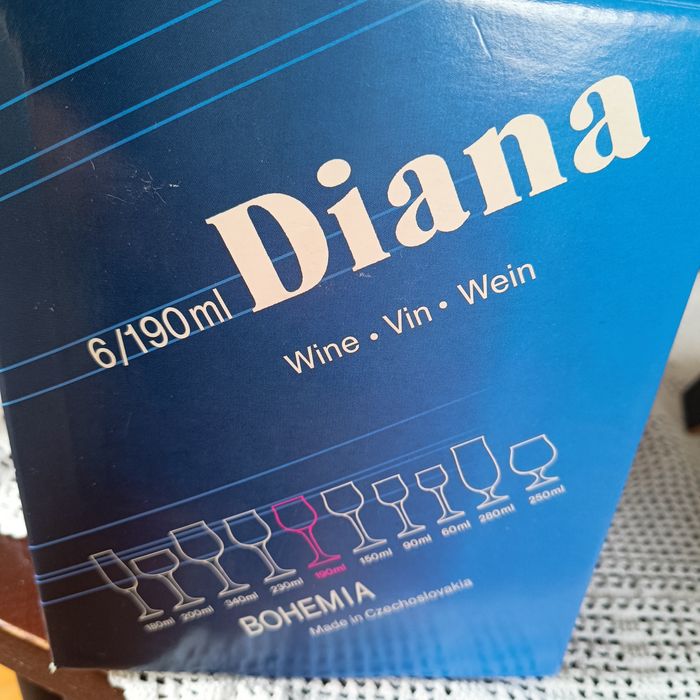 Diana
6/190ml
Wine • Vin • Wein
180ml 200ml 340ml 230ml 190ml 150ml 90ml 60ml 280ml 250ml
BOHEMIA
Made in Czechoslovakia